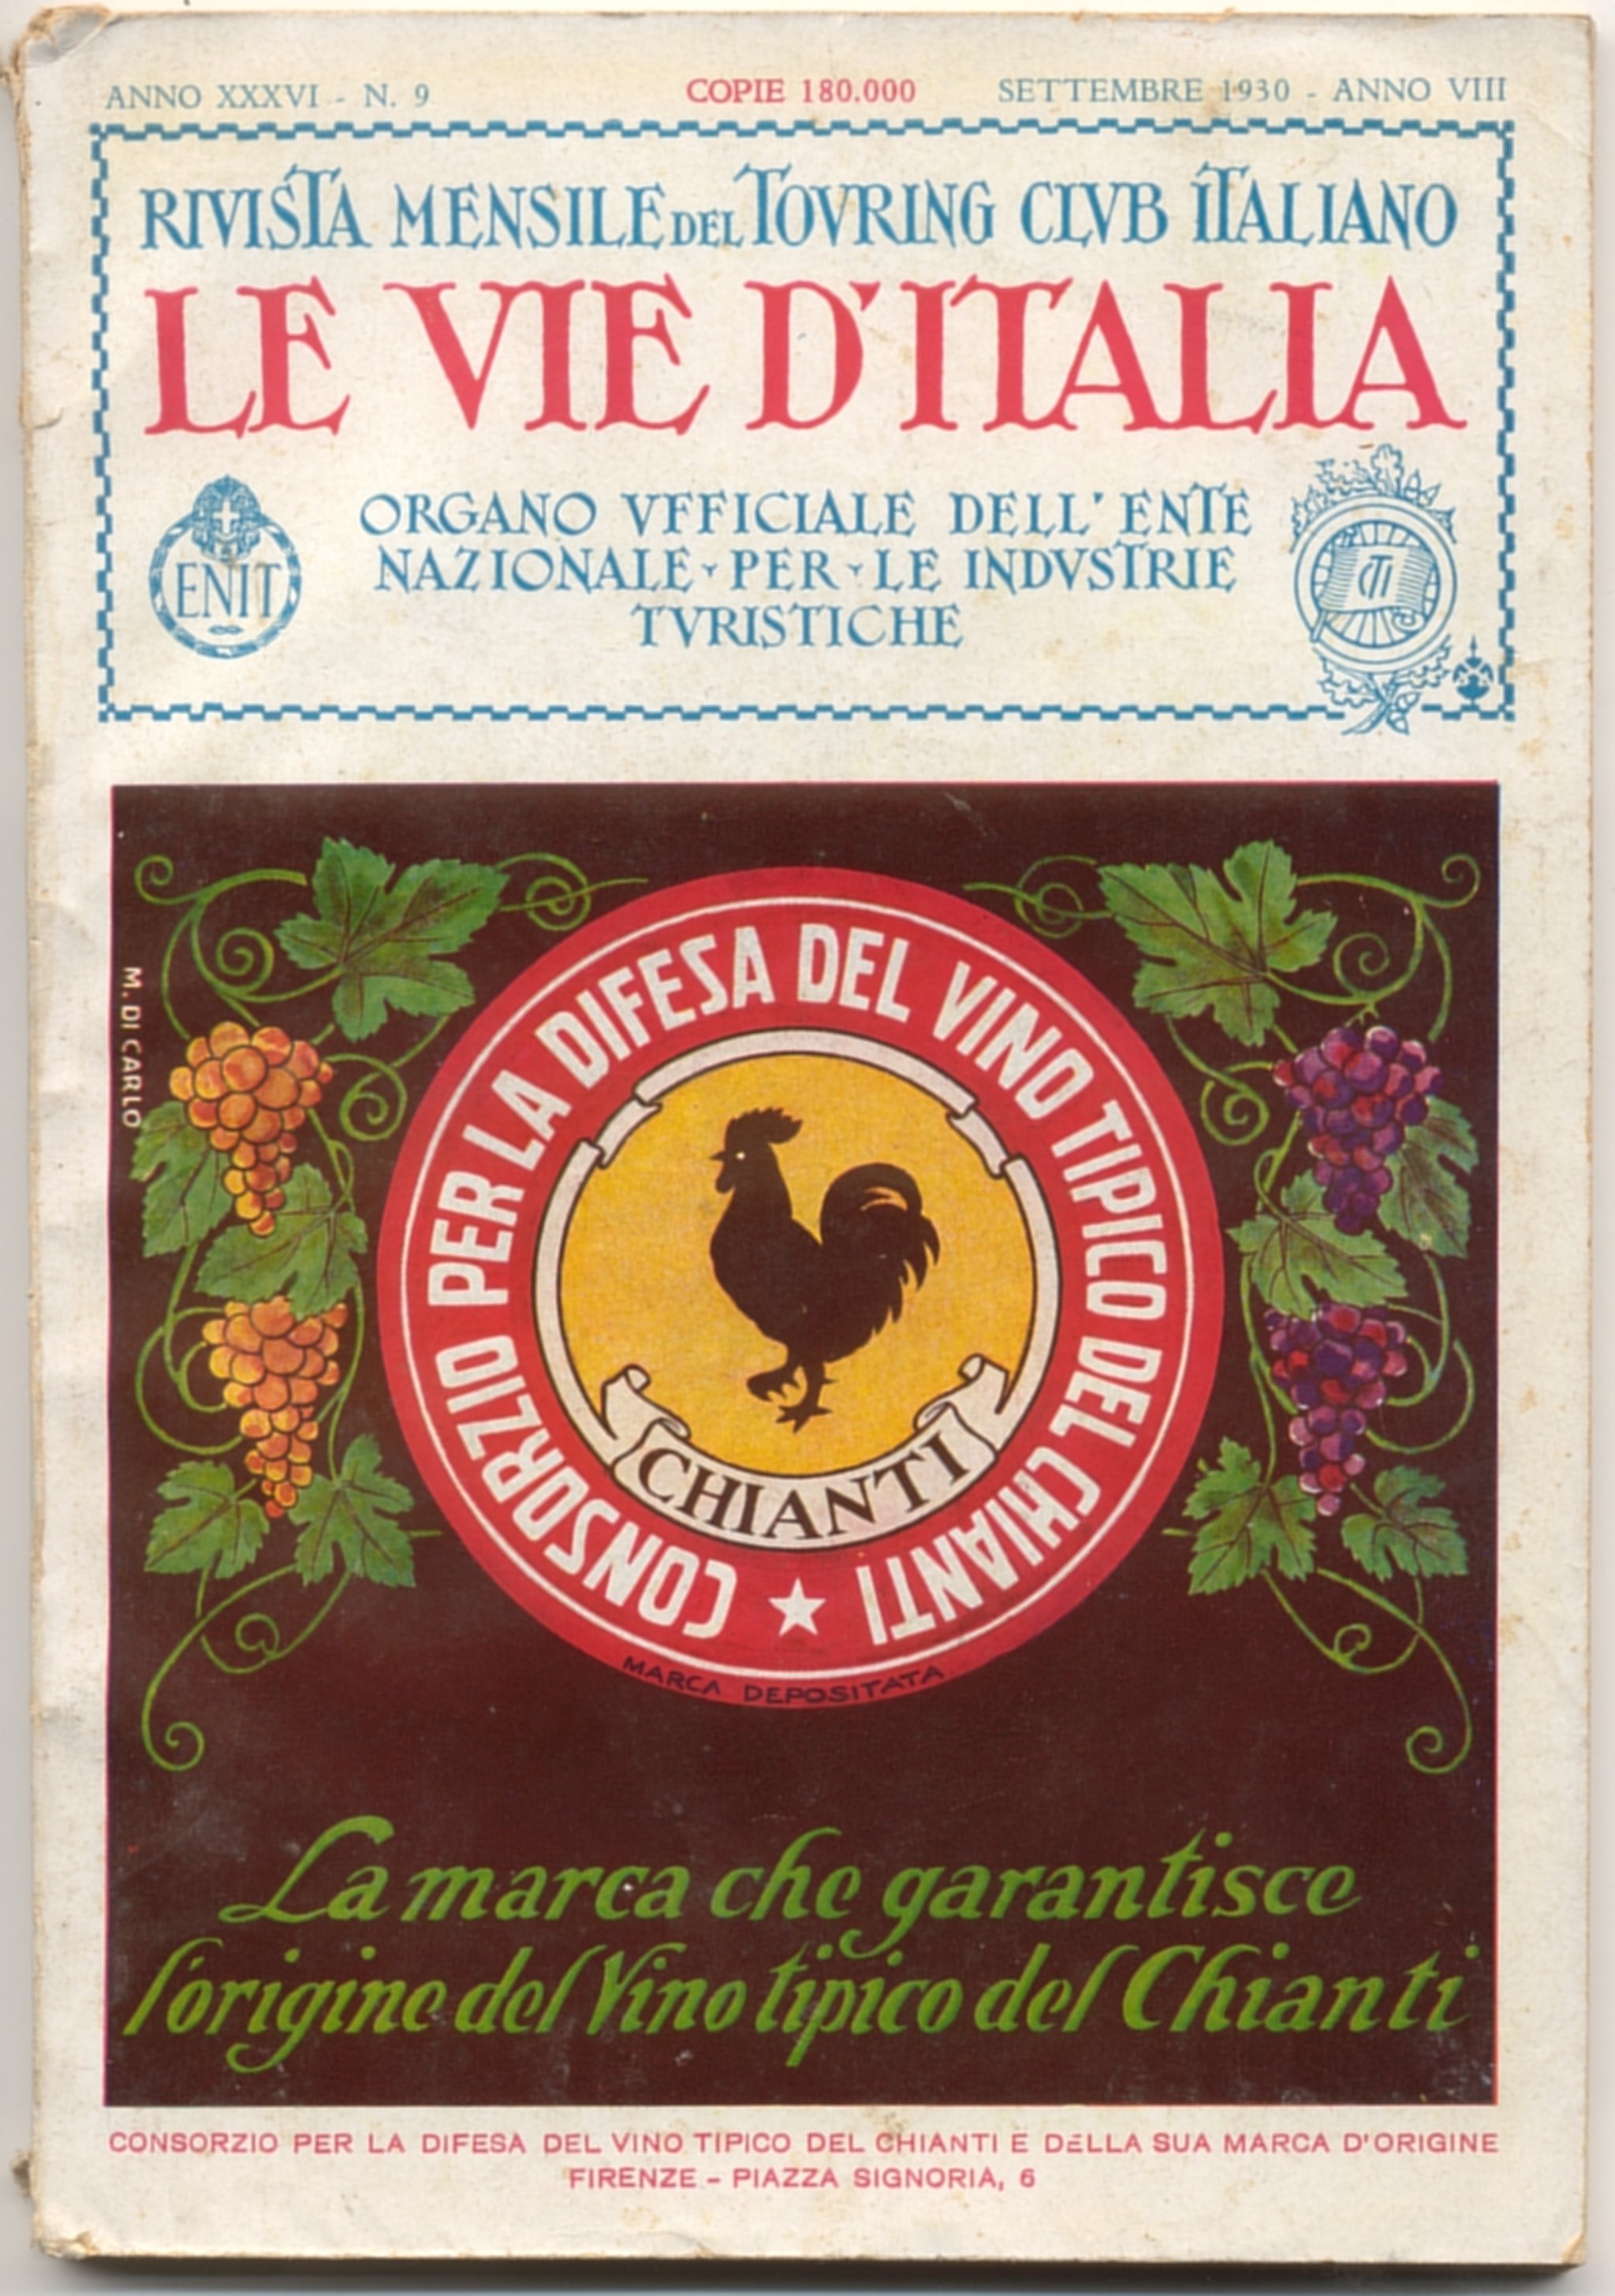 ANNO XXXVI - N. 9
COPIE 180.000
SETTEMBRE 1930 - ANNO VIII
RIVISTA MENSILE DEL TOVRING CLVB ITALIANO
LE VIE D'ITALIA
ENIT
ORGANO VFFICIALE DELL' ENTE
NAZIONALE PER LE INDVSTRIE
TVRISTICHE
CTI
M. DI CARLO
CONSORZIO PER LA DIFESA DEL VINO TIPICO DEL CHIANTI
CHIANTI
MARCA DEPOSITATA
La marca che garantisce
l'origine del Vino tipico del Chianti
CONSORZIO PER LA DIFESA DEL VINO TIPICO DEL CHIANTI E DELLA SUA MARCA D'ORIGINE
FIRENZE - PIAZZA SIGNORIA, 6